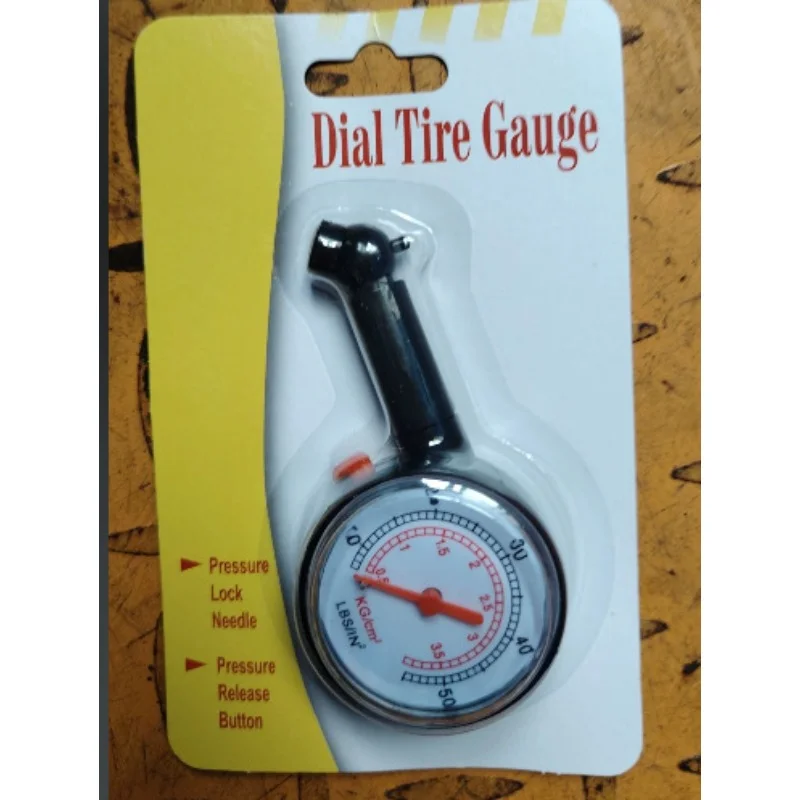 Dial Tire Gauge
Pressure
Lock
Needle
Pressure
Release
Button
30
40
50
0.5
1
1.5
2
2.5
3
3.5
KG/cm²
LBS/IN²